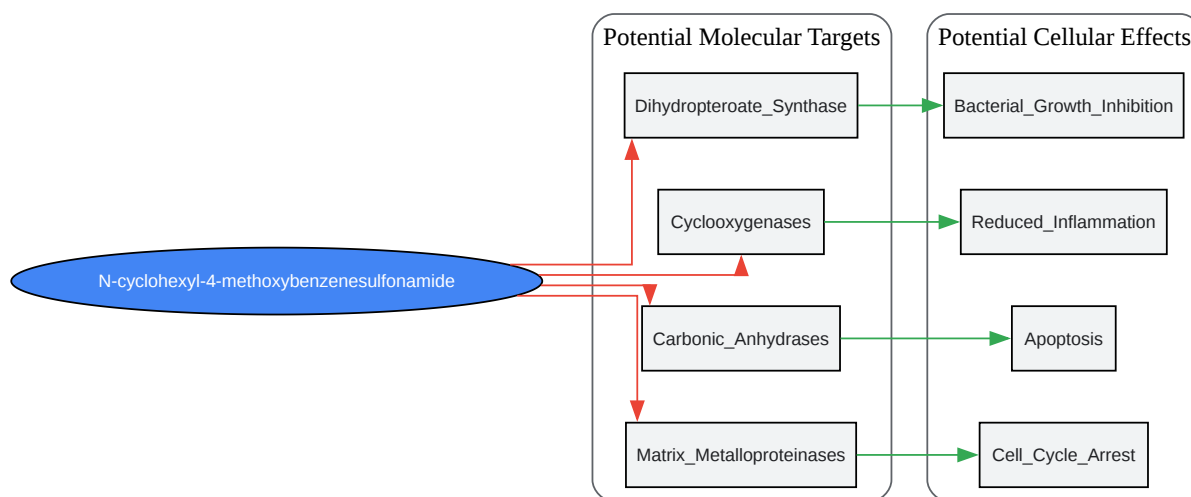 Potential Molecular Targets
Potential Cellular Effects
Dihydropteroate_Synthase
Bacterial_Growth_Inhibition
Cyclooxygenases
Reduced_Inflammation
N-cyclohexyl-4-methoxybenzenesulfonamide
Carbonic_Anhydrases
Apoptosis
Matrix_Metalloproteinases
Cell_Cycle_Arrest